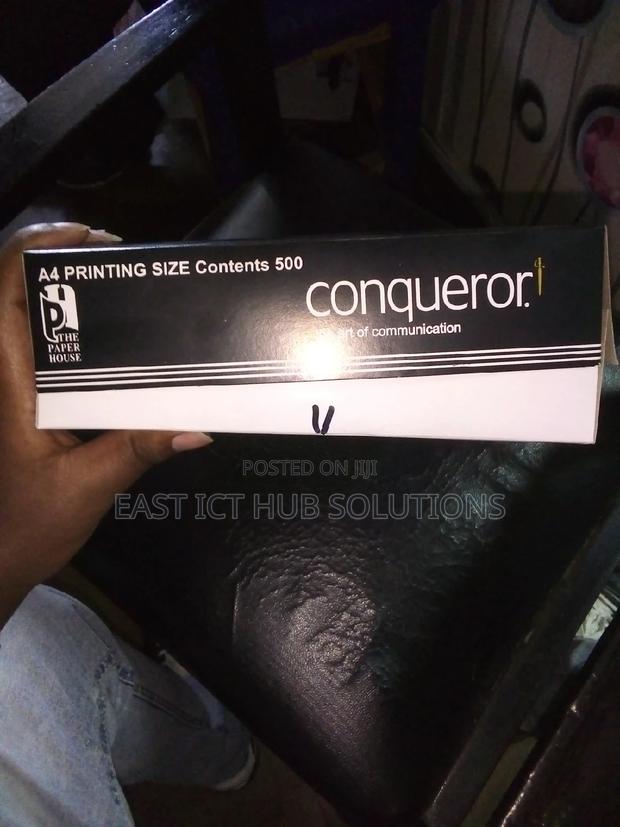 A4 PRINTING SIZE Contents 500
conqueror.
art of communication
THE
PAPER
HOUSE
V
POSTED ON JIJI
EAST ICT HUB SOLUTIONS